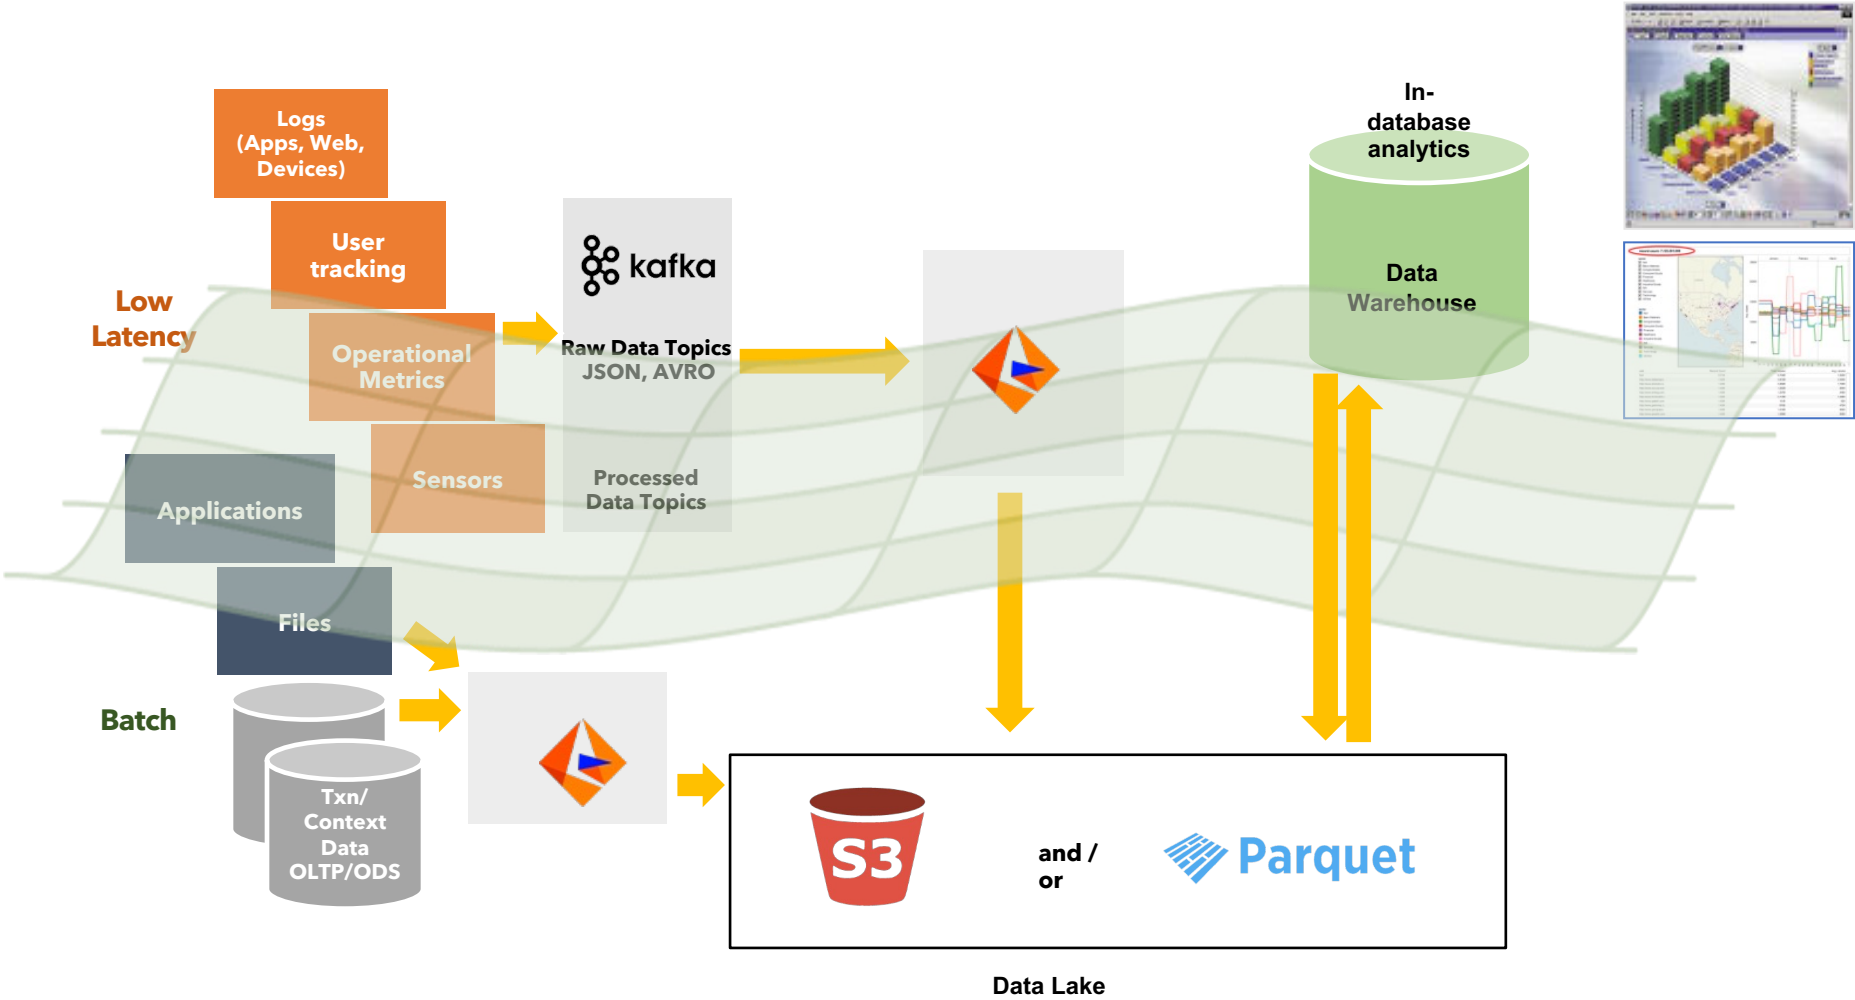 In-
database
analytics
Logs
(Apps, Web,
Devices)
User
tracking
kafka
Low
Latency
Data
Warehouse
Operational
Metrics
Raw Data Topics
JSON, AVRO
Sensors
Processed
Data Topics
Applications
Files
Batch
Txn/
Context
Data
OLTP/ODS
S3
and /
or
Parquet
Data Lake